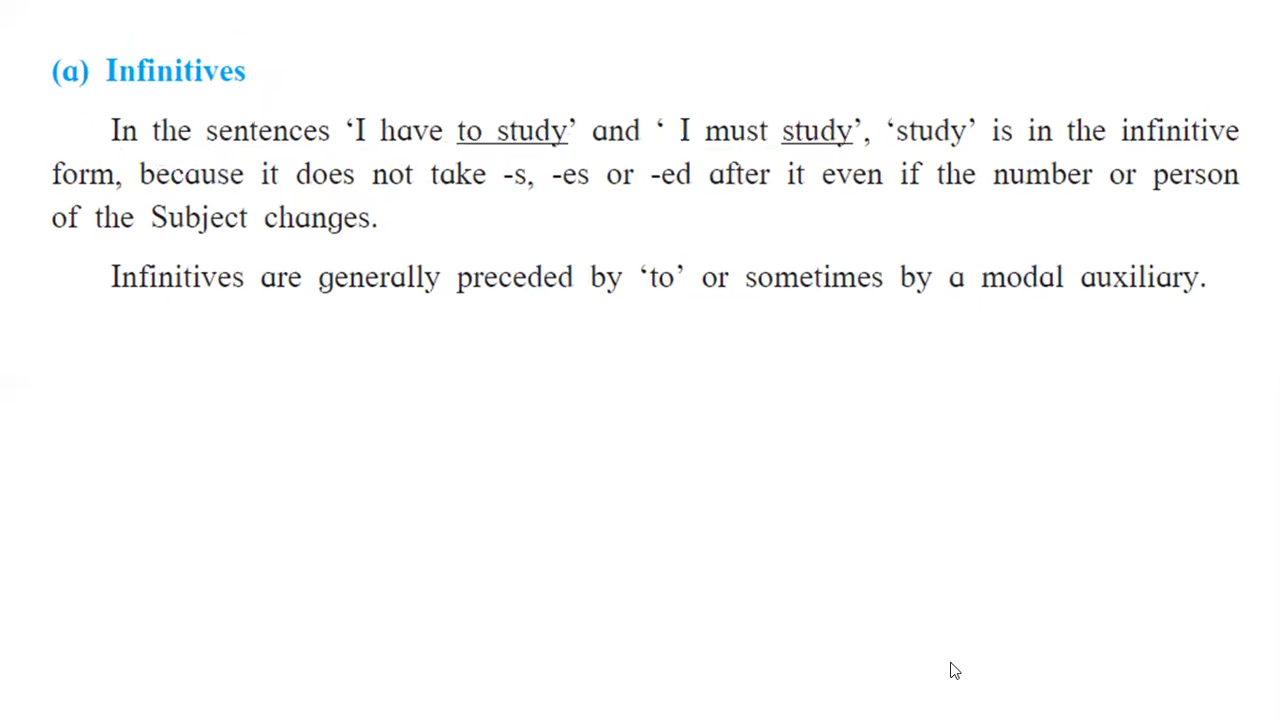 (a) Infinitives
In the sentences ‘I have to study’ and ‘ I must study’, ‘study’ is in the infinitive
form, because it does not take -s, -es or -ed after it even if the number or person
of the Subject changes.
Infinitives are generally preceded by ‘to’ or sometimes by a modal auxiliary.